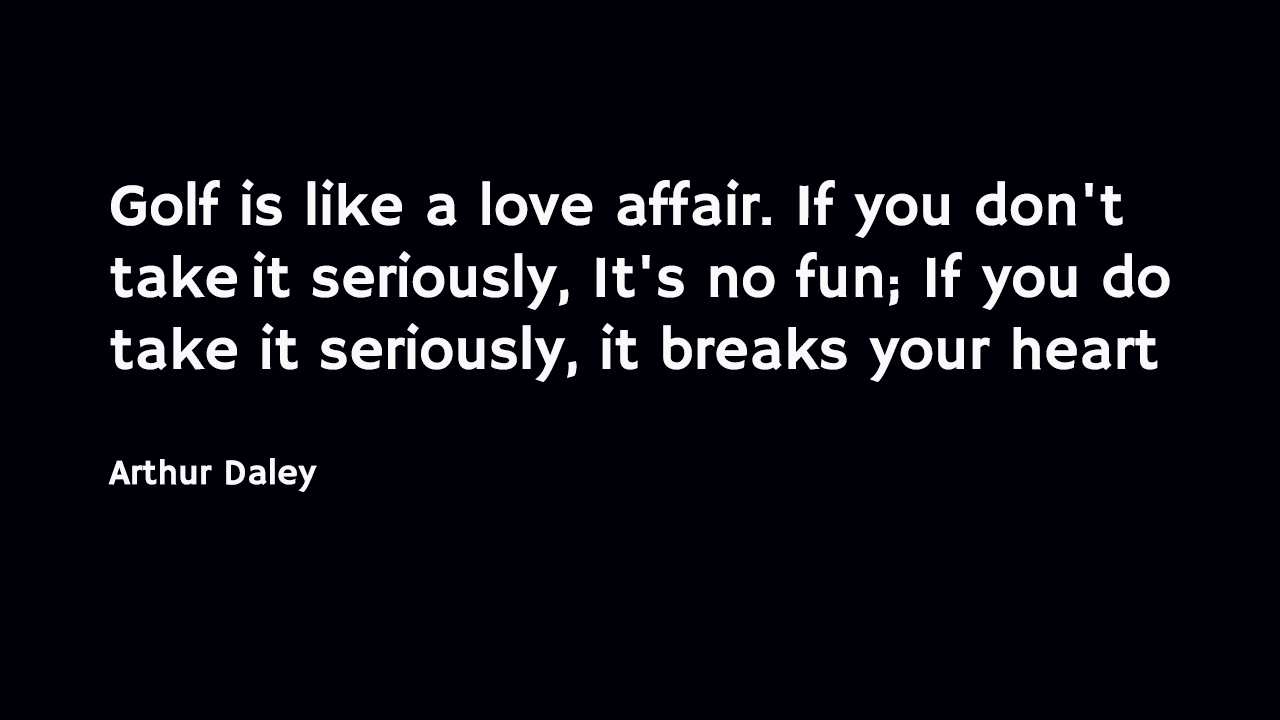 Golf is like a love affair. If you don't
take it seriously, It's no fun; If you do
take it seriously, it breaks your heart
Arthur Daley